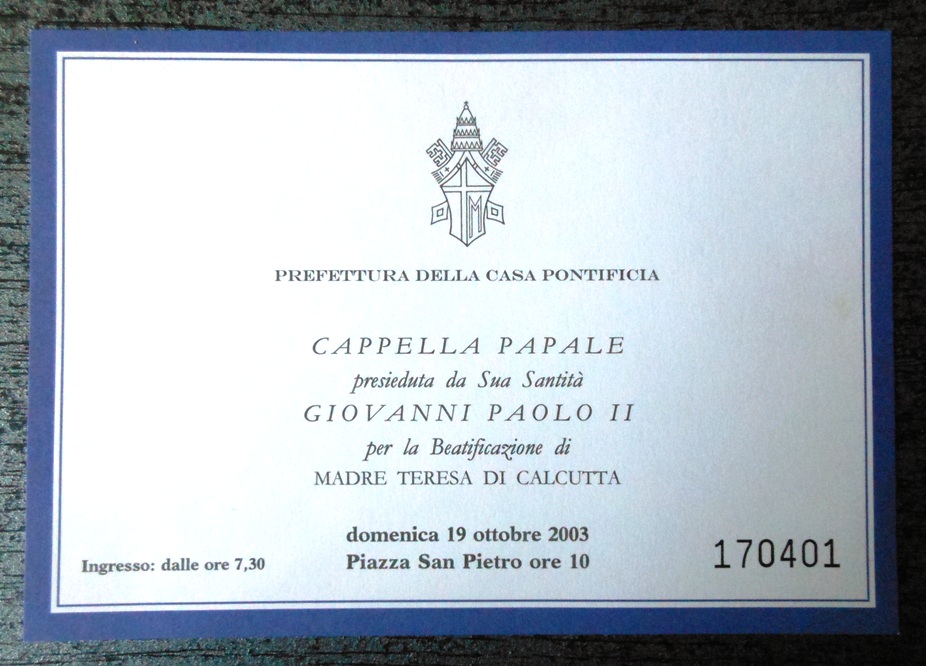 PREFETTURA DELLA CASA PONTIFICIA
CAPPELLA PAPALE
presieduta da Sua Santità
GIOVANNI PAOLO II
per la Beatificazione di
MADRE TERESA DI CALCUTTA
domenica 19 ottobre 2003
Ingresso: dalle ore 7,30
Piazza San Pietro ore 10
170401